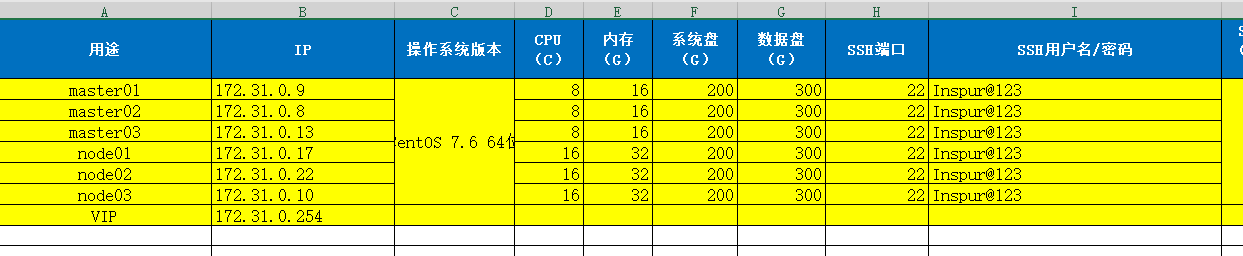 A B C D E F G H I
用途 IP 操作系统版本 CPU（C） 内存（G） 系统盘（G） 数据盘（G） SSH端口 SSH用户名/密码
master01 172.31.0.9 8 16 200 300 22 Inspur@123
master02 172.31.0.8 8 16 200 300 22 Inspur@123
master03 172.31.0.13 8 16 200 300 22 Inspur@123
CentOS 7.6 64位
node01 172.31.0.17 16 32 200 300 22 Inspur@123
node02 172.31.0.22 16 32 200 300 22 Inspur@123
node03 172.31.0.10 16 32 200 300 22 Inspur@123
VIP 172.31.0.254